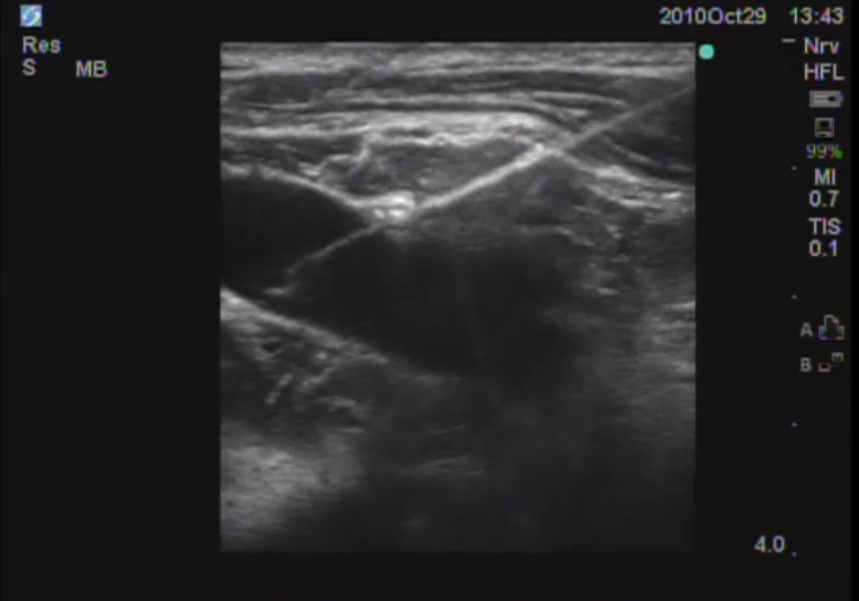 2010Oct29 13:43
Res
S MB
Nrv
HFL
99%
MI
0.7
TIS
0.1
A
B
4.0